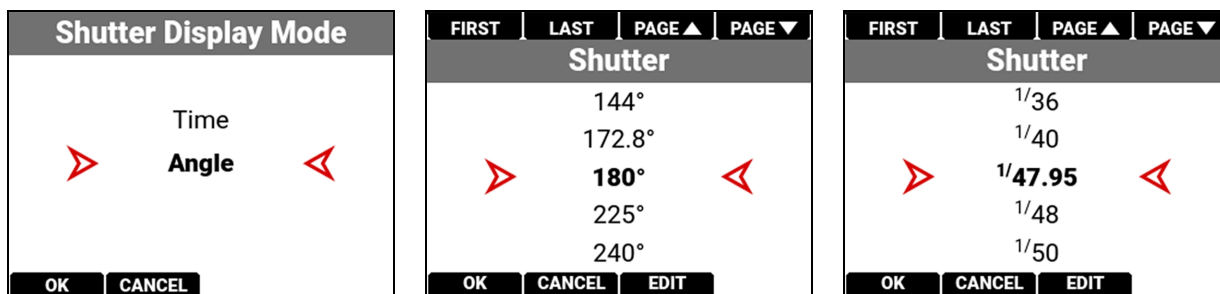 Shutter Display Mode
Time
Angle
OK CANCEL
FIRST LAST PAGE▲ PAGE▼
Shutter
144°
172.8°
180°
225°
240°
OK CANCEL EDIT
FIRST LAST PAGE▲ PAGE▼
Shutter
1/36
1/40
1/47.95
1/48
1/50
OK CANCEL EDIT